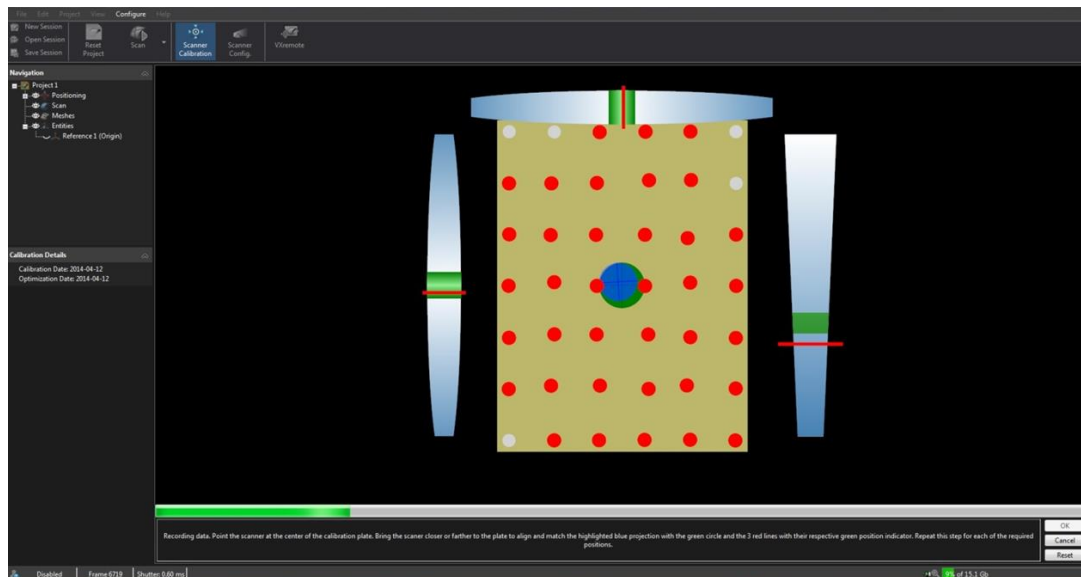 File Edit Project View Configure Help
New Session
Open Session
Save Session
Reset Project
Scan
Scanner Calibration
Scanner Config.
VXremote
Navigation
Project 1
Positioning
Scan
Meshes
Entities
Reference 1 (Origin)
Calibration Details
Calibration Date: 2014-04-12
Optimization Date: 2014-04-12
Recording data. Point the scanner at the center of the calibration plate. Bring the scanner closer or farther to the plate to align and match the highlighted blue projection with the green circle and the 3 red lines with their respective green position indicator. Repeat this step for each of the required
positions.
OK
Cancel
Reset
Disabled Frame 6719 Shutter: 0,60 ms 9% of 15,1 Gb